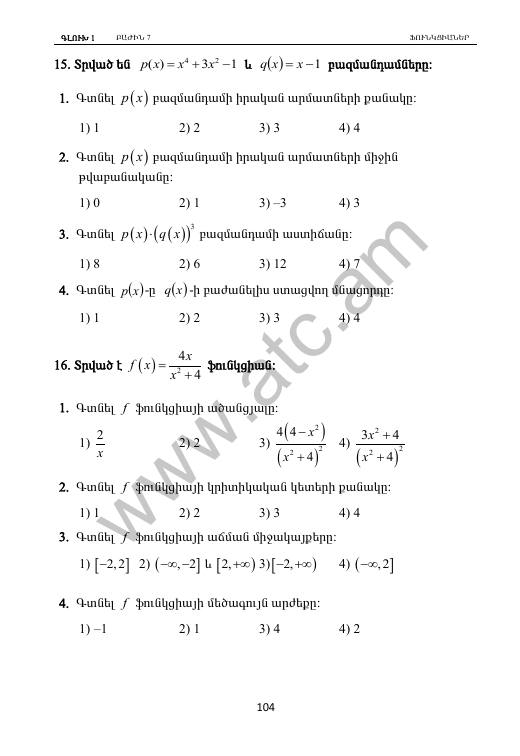 ԳԼՈՒԽ 1 ԲԱԺԻՆ 7 ՖՈՒՆԿՑԻԱՆԵՐ
15. Տրված են p(x) = x⁴ + 3x² − 1 և q(x) = x − 1 բազմանդամները:
1. Գտնել p(x) բազմանդամի իրական արմատների քանակը:
1) 1 2) 2 3) 3 4) 4
2. Գտնել p(x) բազմանդամի իրական արմատների միջին
թվաբանականը:
1) 0 2) 1 3) –3 4) 3
3. Գտնել p(x)·(q(x))³ բազմանդամի աստիճանը:
1) 8 2) 6 3) 12 4) 7
4. Գտնել p(x)-ը q(x)-ի բաժանելիս ստացվող մնացորդը:
1) 1 2) 2 3) 3 4) 4
16. Տրված է f(x) = 4x / (x² + 4) ֆունկցիան:
1. Գտնել f ֆունկցիայի ածանցյալը:
1) 2/x 2) 2 3) 4(4 − x²) / (x² + 4)² 4) (3x² + 4) / (x² + 4)²
2. Գտնել f ֆունկցիայի կրիտիկական կետերի քանակը:
1) 1 2) 2 3) 3 4) 4
3. Գտնել f ֆունկցիայի աճման միջակայքերը:
1) [−2,2] 2) (−∞,−2] և [2,+∞) 3) [−2,+∞) 4) (−∞,2]
4. Գտնել f ֆունկցիայի մեծագույն արժեքը:
1) –1 2) 1 3) 4 4) 2
www.atc.am
104